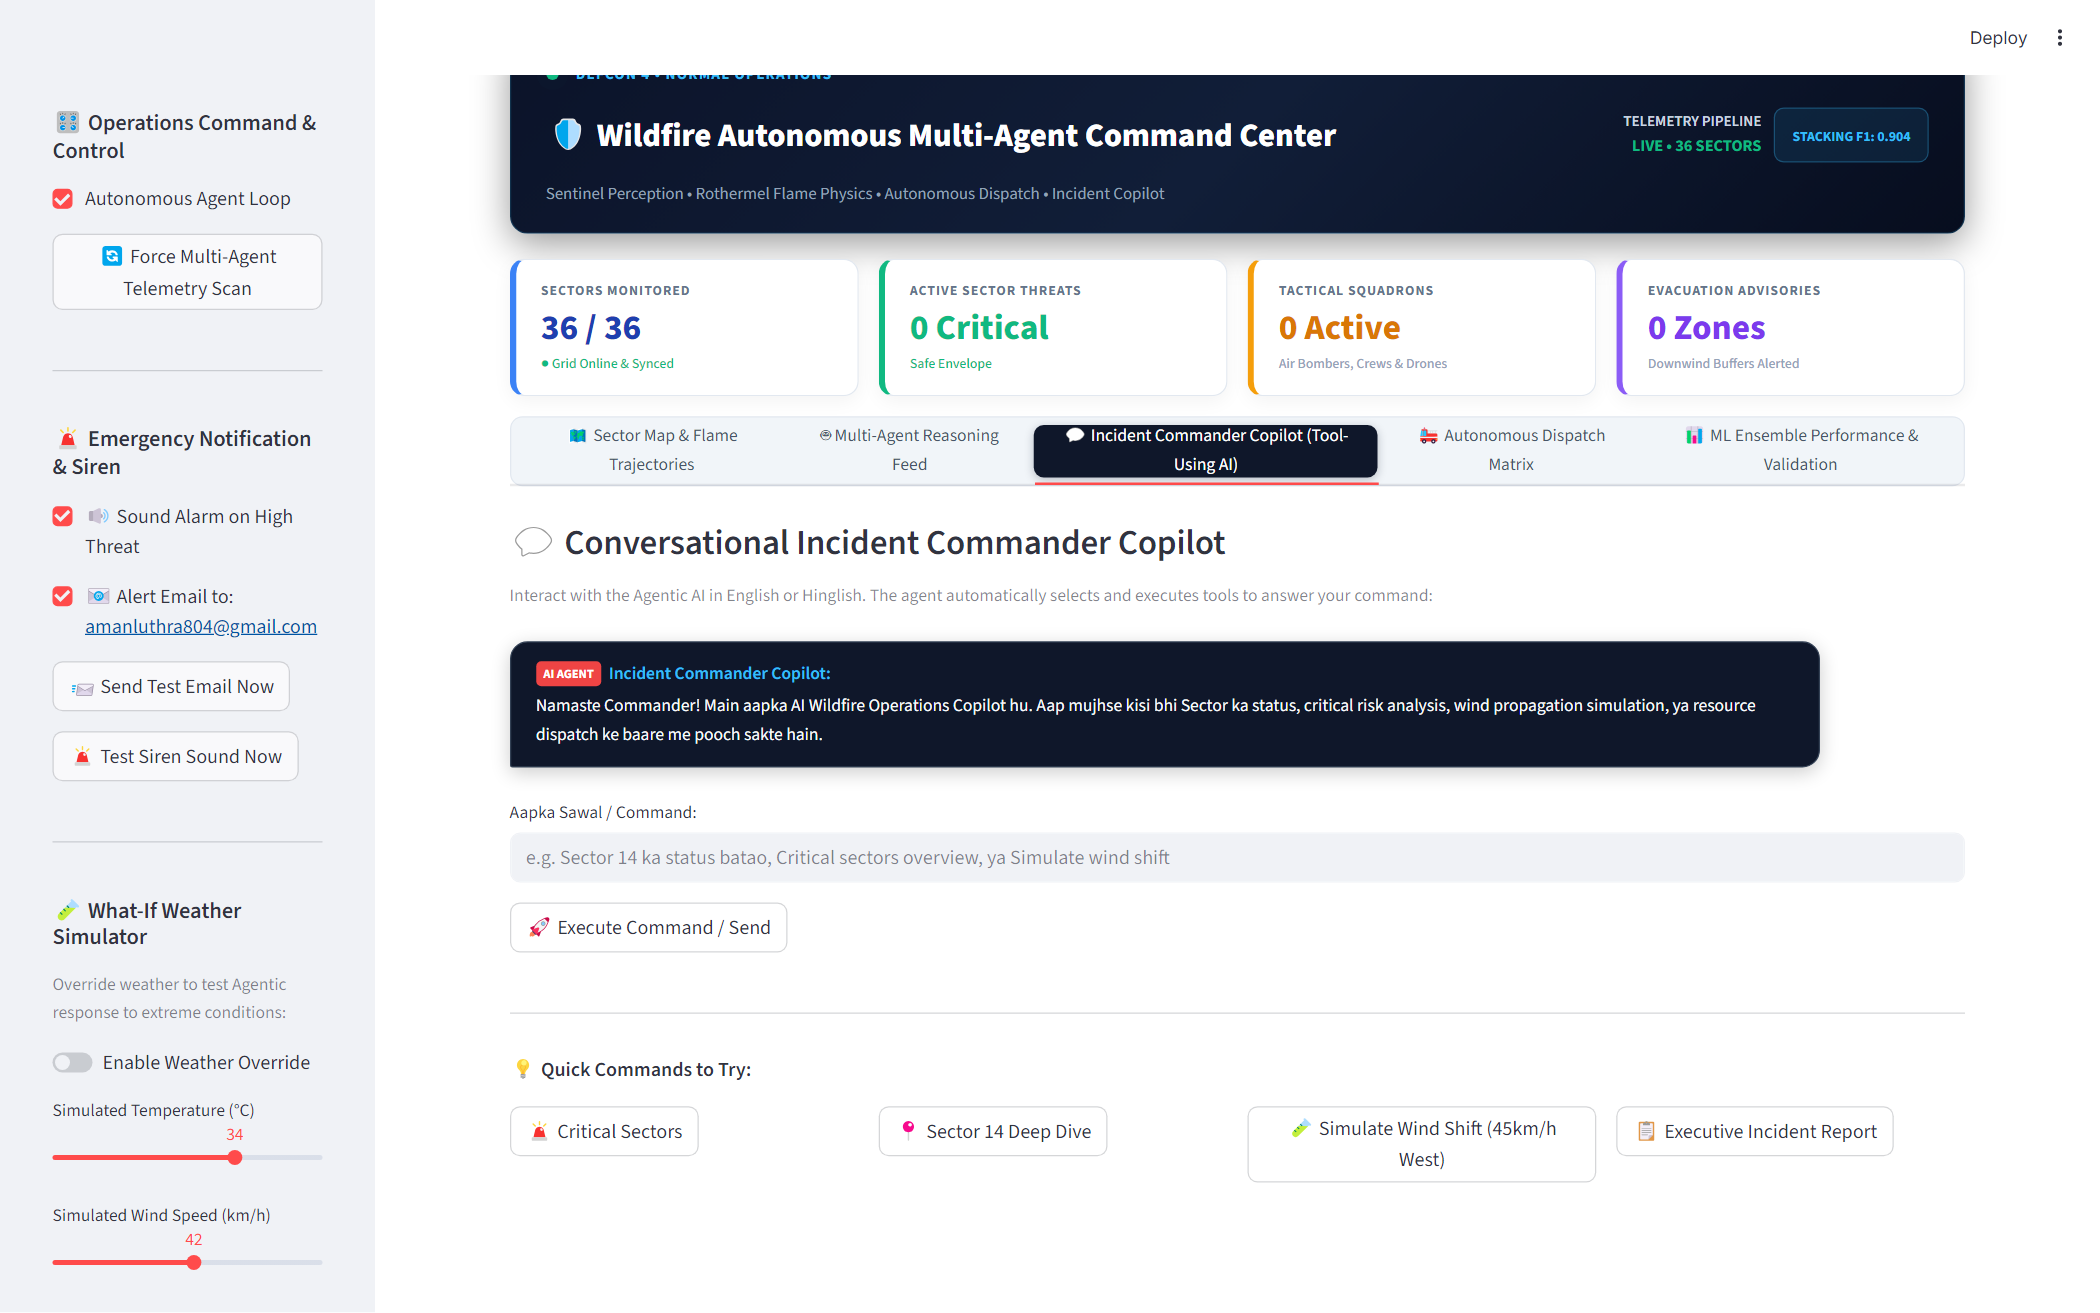 Deploy
Operations Command &
Control
Autonomous Agent Loop
Force Multi-Agent
Telemetry Scan
Emergency Notification
& Siren
Sound Alarm on High
Threat
Alert Email to:
amanluthra804@gmail.com
Send Test Email Now
Test Siren Sound Now
What-If Weather
Simulator
Override weather to test Agentic
response to extreme conditions:
Enable Weather Override
Simulated Temperature (°C)
34
Simulated Wind Speed (km/h)
42
DEFCON 4 • NORMAL OPERATIONS
Wildfire Autonomous Multi-Agent Command Center
Sentinel Perception • Rothermel Flame Physics • Autonomous Dispatch • Incident Copilot
TELEMETRY PIPELINE
LIVE • 36 SECTORS
STACKING F1: 0.904
SECTORS MONITORED
36 / 36
● Grid Online & Synced
ACTIVE SECTOR THREATS
0 Critical
Safe Envelope
TACTICAL SQUADRONS
0 Active
Air Bombers, Crews & Drones
EVACUATION ADVISORIES
0 Zones
Downwind Buffers Alerted
Sector Map & Flame
Trajectories
Multi-Agent Reasoning
Feed
Incident Commander Copilot (Tool-
Using AI)
Autonomous Dispatch
Matrix
ML Ensemble Performance &
Validation
Conversational Incident Commander Copilot
Interact with the Agentic AI in English or Hinglish. The agent automatically selects and executes tools to answer your command:
AI AGENT Incident Commander Copilot:
Namaste Commander! Main aapka AI Wildfire Operations Copilot hu. Aap mujhse kisi bhi Sector ka status, critical risk analysis, wind propagation simulation, ya resource
dispatch ke baare me pooch sakte hain.
Aapka Sawal / Command:
e.g. Sector 14 ka status batao, Critical sectors overview, ya Simulate wind shift
Execute Command / Send
Quick Commands to Try:
Critical Sectors
Sector 14 Deep Dive
Simulate Wind Shift (45km/h
West)
Executive Incident Report